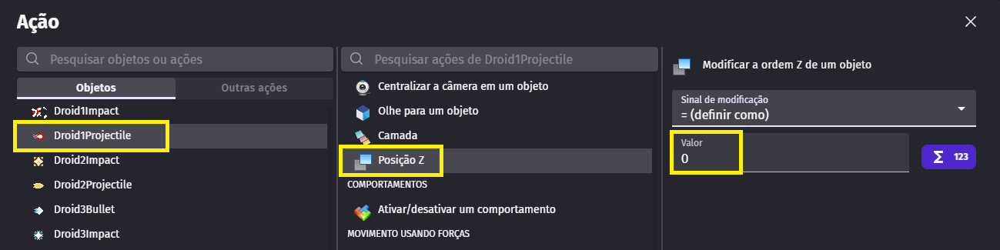 Ação
Pesquisar objetos ou ações
Objetos
Outras ações
Droid1Impact
Droid1Projectile
Droid2Impact
Droid2Projectile
Droid3Bullet
Droid3Impact
Pesquisar ações de Droid1Projectile
Centralizar a câmera em um objeto
Olhe para um objeto
Camada
Posição Z
COMPORTAMENTOS
Ativar/desativar um comportamento
MOVIMENTO USANDO FORÇAS
Modificar a ordem Z de um objeto
Sinal de modificação
= (definir como)
Valor
0
Σ 123